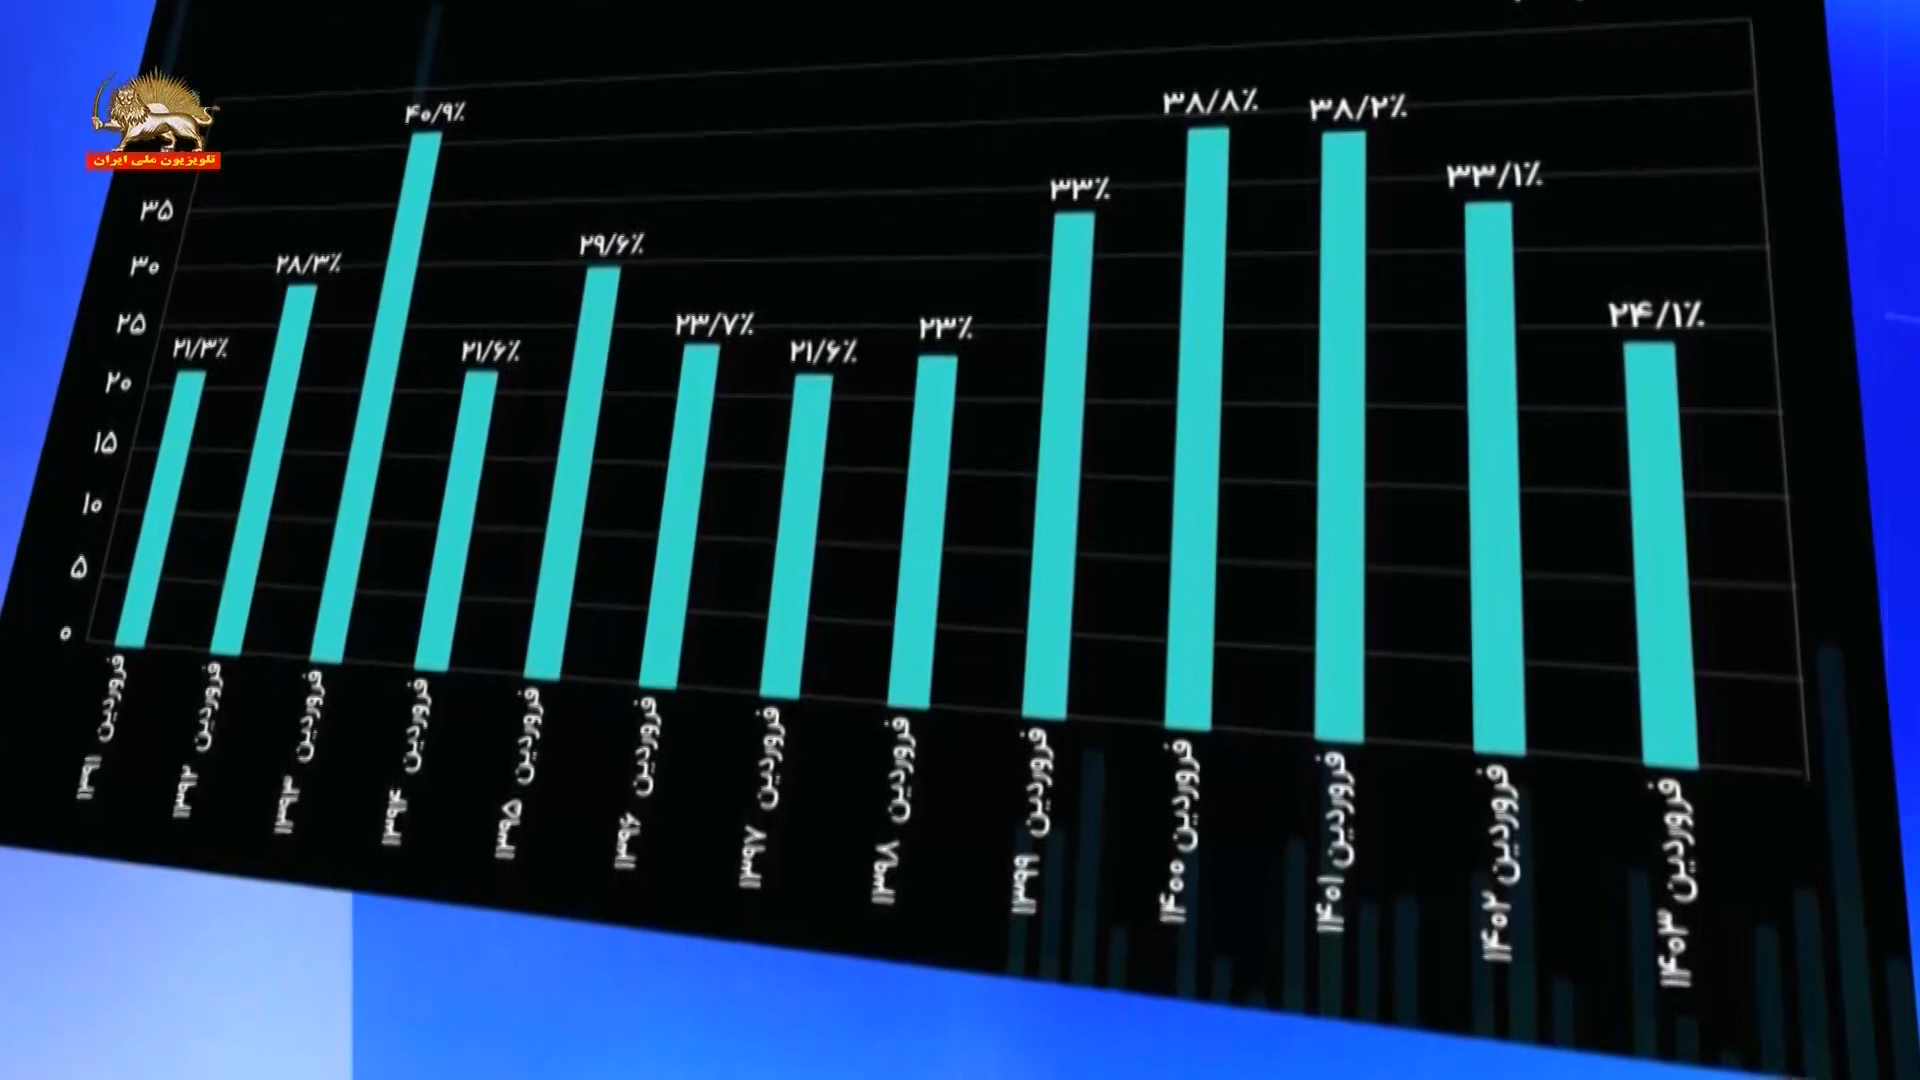 تلویزیون ملی ایران
۳۵
۳۰
۲۵
۲۰
۱۵
۱۰
۵
۰
۲۱/۳٪
۲۸/۳٪
۴۰/۹٪
۲۱/۶٪
۲۹/۶٪
۲۳/۷٪
۲۱/۶٪
۲۳٪
۳۳٪
۳۸/۸٪
۳۸/۲٪
۳۳/۱٪
۲۴/۱٪
فروردین ۱۳۹۱
فروردین ۱۳۹۲
فروردین ۱۳۹۳
فروردین ۱۳۹۴
فروردین ۱۳۹۵
فروردین ۱۳۹۶
فروردین ۱۳۹۷
فروردین ۱۳۹۸
فروردین ۱۳۹۹
فروردین ۱۴۰۰
فروردین ۱۴۰۱
فروردین ۱۴۰۲
فروردین ۱۴۰۳